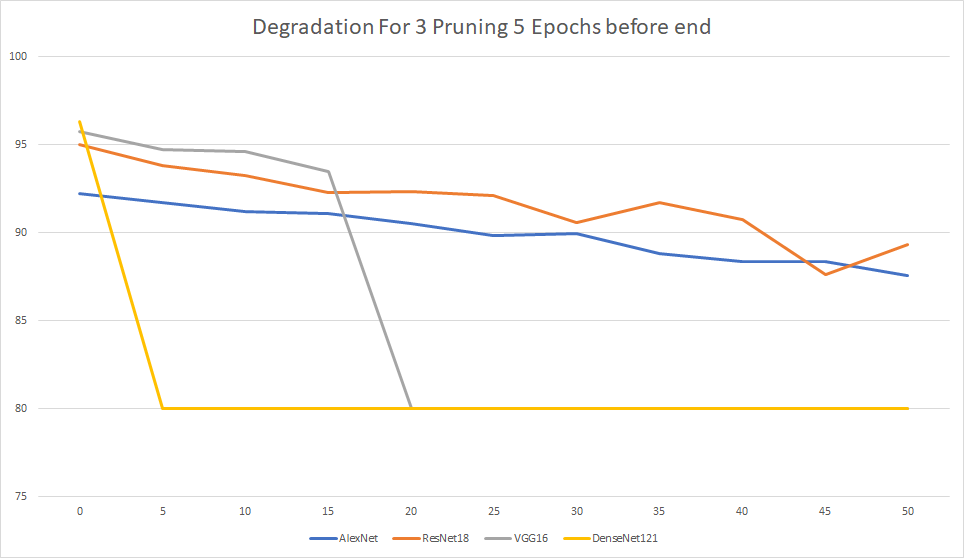 Degradation For 3 Pruning 5 Epochs before end
100
95
90
85
80
75
0 5 10 15 20 25 30 35 40 45 50
AlexNet ResNet18 VGG16 DenseNet121